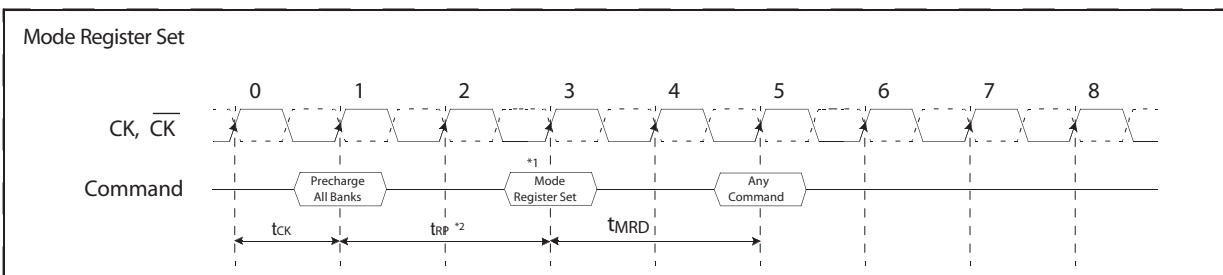 Mode Register Set
0 1 2 3 4 5 6 7 8
CK, CK
*1
Command
Precharge
All Banks
Mode
Register Set
Any
Command
tCK
tRP *2
tMRD